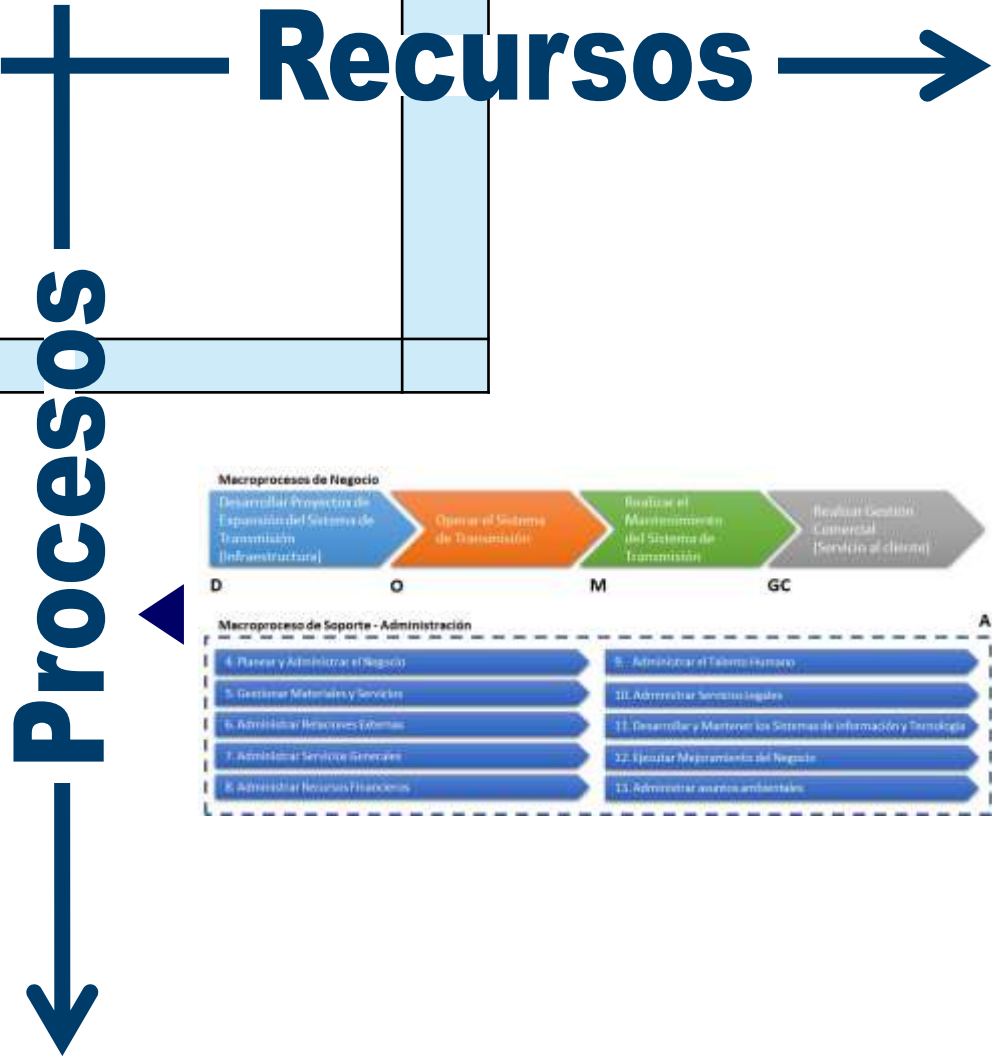 Recursos
Procesos
Macroprocesos de Negocio
Desarrollar Proyectos de
Expansión del Sistema de
Transmisión
(Infraestructura)
Operar el Sistema
de Transmisión
Realizar el
Mantenimiento
del Sistema de
Transmisión
Realizar Gestión
Comercial
(Servicio al cliente)
D
O
M
GC
Macroproceso de Soporte - Administración
A
4. Planear y Administrar el Negocio
5. Gestionar Materiales y Servicios
6. Administrar Relaciones Externas
7. Administrar Servicios Generales
8. Administrar Recursos Financieros
9. Administrar el Talento Humano
10. Administrar Servicios Legales
11. Desarrollar y Mantener los Sistemas de información y Tecnología
12. Ejecutar Mejoramiento del Negocio
13. Administrar asuntos ambientales